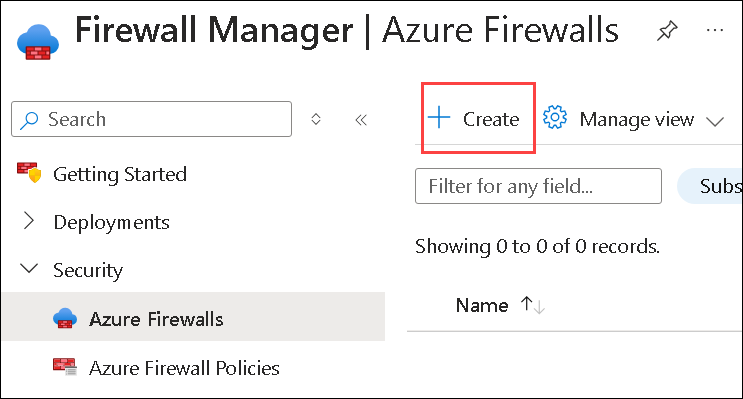 Firewall Manager | Azure Firewalls
Search
Getting Started
Deployments
Security
Azure Firewalls
Azure Firewall Policies
Create
Manage view
Filter for any field...
Subs
Showing 0 to 0 of 0 records.
Name